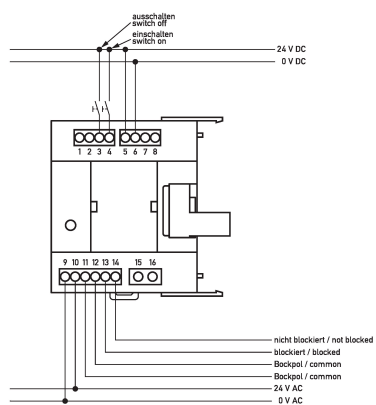 ausschalten
switch off
einschalten
switch on
24 V DC
0 V DC
1 2 3 4 5 6 7 8
9 10 11 12 13 14 15 16
nicht blockiert / not blocked
blockiert / blocked
Bockpol / common
Bockpol / common
24 V AC
0 V AC